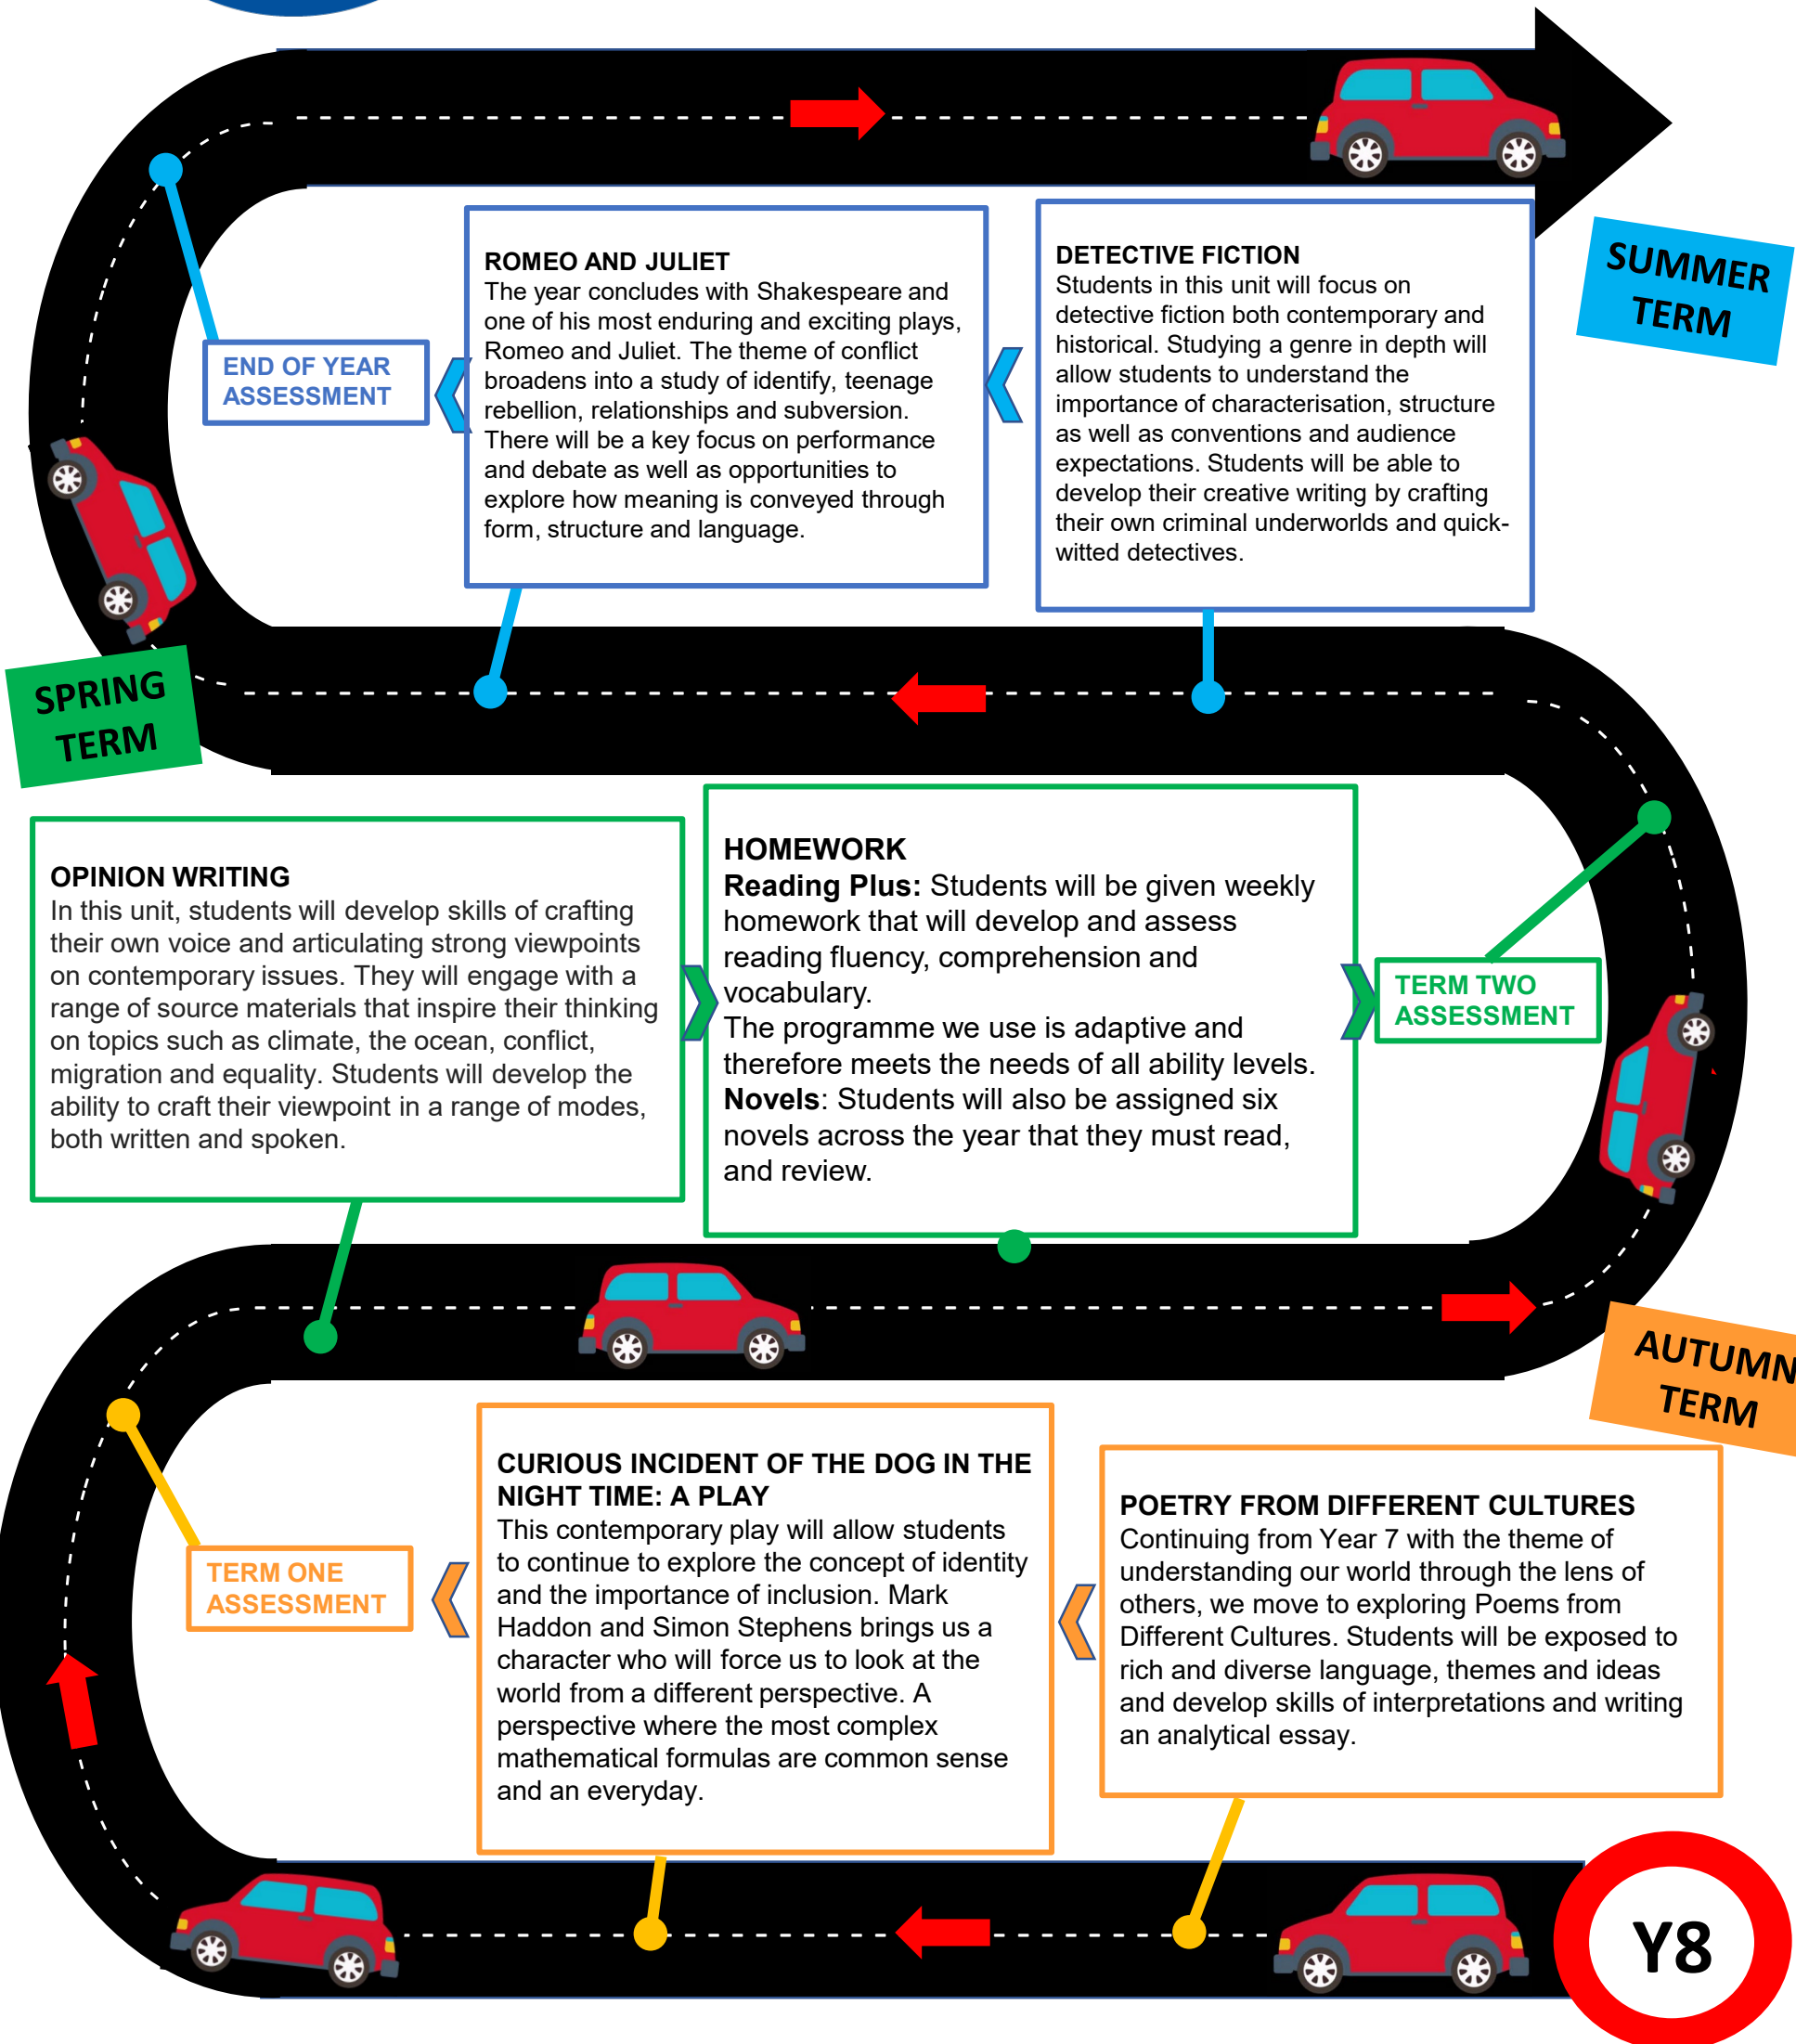 ROMEO AND JULIET
The year concludes with Shakespeare and
one of his most enduring and exciting plays,
Romeo and Juliet. The theme of conflict
broadens into a study of identify, teenage
rebellion, relationships and subversion.
There will be a key focus on performance
and debate as well as opportunities to
explore how meaning is conveyed through
form, structure and language.
DETECTIVE FICTION
Students in this unit will focus on
detective fiction both contemporary and
historical. Studying a genre in depth will
allow students to understand the
importance of characterisation, structure
as well as conventions and audience
expectations. Students will be able to
develop their creative writing by crafting
their own criminal underworlds and quick-
witted detectives.
SUMMER
TERM
END OF YEAR
ASSESSMENT
SPRING
TERM
OPINION WRITING
In this unit, students will develop skills of crafting
their own voice and articulating strong viewpoints
on contemporary issues. They will engage with a
range of source materials that inspire their thinking
on topics such as climate, the ocean, conflict,
migration and equality. Students will develop the
ability to craft their viewpoint in a range of modes,
both written and spoken.
HOMEWORK
Reading Plus: Students will be given weekly
homework that will develop and assess
reading fluency, comprehension and
vocabulary.
The programme we use is adaptive and
therefore meets the needs of all ability levels.
Novels: Students will also be assigned six
novels across the year that they must read,
and review.
TERM TWO
ASSESSMENT
AUTUMN
TERM
TERM ONE
ASSESSMENT
CURIOUS INCIDENT OF THE DOG IN THE
NIGHT TIME: A PLAY
This contemporary play will allow students
to continue to explore the concept of identity
and the importance of inclusion. Mark
Haddon and Simon Stephens brings us a
character who will force us to look at the
world from a different perspective. A
perspective where the most complex
mathematical formulas are common sense
and an everyday.
POETRY FROM DIFFERENT CULTURES
Continuing from Year 7 with the theme of
understanding our world through the lens of
others, we move to exploring Poems from
Different Cultures. Students will be exposed to
rich and diverse language, themes and ideas
and develop skills of interpretations and writing
an analytical essay.
Y8